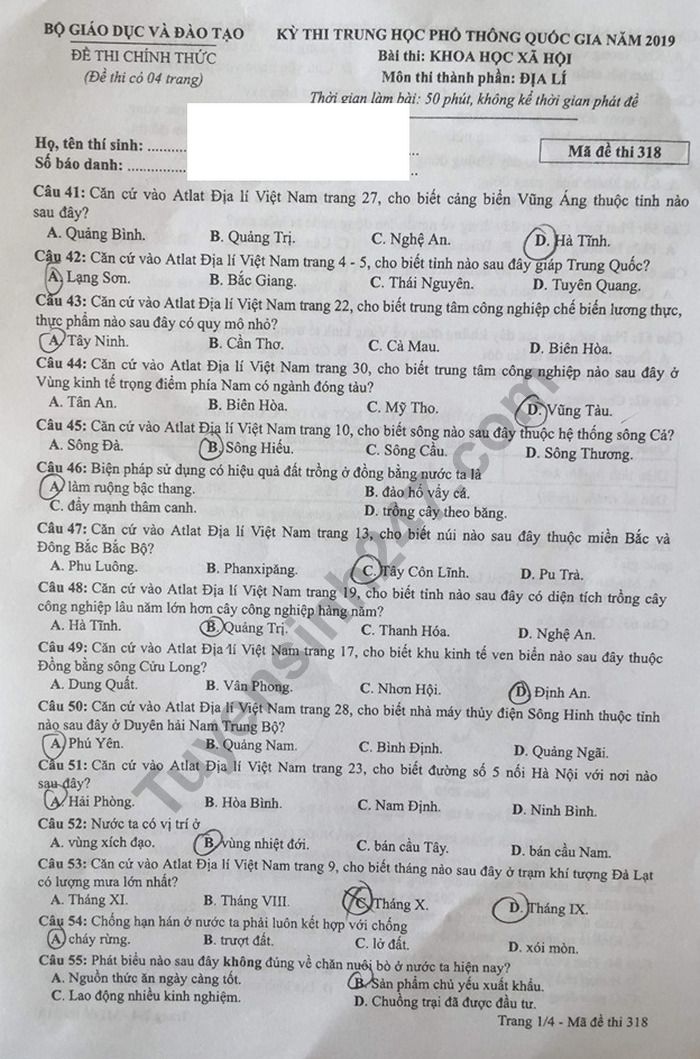 BỘ GIÁO DỤC VÀ ĐÀO TẠO
ĐỀ THI CHÍNH THỨC
(Đề thi có 04 trang)
KỲ THI TRUNG HỌC PHỔ THÔNG QUỐC GIA NĂM 2019
Bài thi: KHOA HỌC XÃ HỘI
Môn thi thành phần: ĐỊA LÍ
Thời gian làm bài: 50 phút, không kể thời gian phát đề
Họ, tên thí sinh: ..........
Số báo danh: ..............
Mã đề thi 318
Câu 41: Căn cứ vào Atlat Địa lí Việt Nam trang 27, cho biết cảng biển Vũng Áng thuộc tỉnh nào
sau đây?
A. Quảng Bình. B. Quảng Trị. C. Nghệ An. D. Hà Tĩnh.
Câu 42: Căn cứ vào Atlat Địa lí Việt Nam trang 4 - 5, cho biết tỉnh nào sau đây giáp Trung Quốc?
A. Lạng Sơn. B. Bắc Giang. C. Thái Nguyên. D. Tuyên Quang.
Câu 43: Căn cứ vào Atlat Địa lí Việt Nam trang 22, cho biết trung tâm công nghiệp chế biến lương thực,
thực phẩm nào sau đây có quy mô nhỏ?
A. Tây Ninh. B. Cần Thơ. C. Cà Mau. D. Biên Hòa.
Câu 44: Căn cứ vào Atlat Địa lí Việt Nam trang 30, cho biết trung tâm công nghiệp nào sau đây ở
Vùng kinh tế trọng điểm phía Nam có ngành đóng tàu?
A. Tân An. B. Biên Hòa. C. Mỹ Tho. D. Vũng Tàu.
Câu 45: Căn cứ vào Atlat Địa lí Việt Nam trang 10, cho biết sông nào sau đây thuộc hệ thống sông Cả?
A. Sông Đà. B. Sông Hiếu. C. Sông Cầu. D. Sông Thương.
Câu 46: Biện pháp sử dụng có hiệu quả đất trồng ở đồng bằng nước ta là
A. làm ruộng bậc thang. B. đào hố vẩy cá.
C. đẩy mạnh thâm canh. D. trồng cây theo băng.
Câu 47: Căn cứ vào Atlat Địa lí Việt Nam trang 13, cho biết núi nào sau đây thuộc miền Bắc và
Đông Bắc Bắc Bộ?
A. Phu Luông. B. Phanxipăng. C. Tây Côn Lĩnh. D. Pu Trà.
Câu 48: Căn cứ vào Atlat Địa lí Việt Nam trang 19, cho biết tỉnh nào sau đây có diện tích trồng cây
công nghiệp lâu năm lớn hơn cây công nghiệp hàng năm?
A. Hà Tĩnh. B. Quảng Trị. C. Thanh Hóa. D. Nghệ An.
Câu 49: Căn cứ vào Atlat Địa lí Việt Nam trang 17, cho biết khu kinh tế ven biển nào sau đây thuộc
Đồng bằng sông Cửu Long?
A. Dung Quất. B. Vân Phong. C. Nhơn Hội. D. Định An.
Câu 50: Căn cứ vào Atlat Địa lí Việt Nam trang 28, cho biết nhà máy thủy điện Sông Hinh thuộc tỉnh
nào sau đây ở Duyên hải Nam Trung Bộ?
A. Phú Yên. B. Quảng Nam. C. Bình Định. D. Quảng Ngãi.
Câu 51: Căn cứ vào Atlat Địa lí Việt Nam trang 23, cho biết đường số 5 nối Hà Nội với nơi nào
sau đây?
A. Hải Phòng. B. Hòa Bình. C. Nam Định. D. Ninh Bình.
Câu 52: Nước ta có vị trí ở
A. vùng xích đạo. B. vùng nhiệt đới. C. bán cầu Tây. D. bán cầu Nam.
Câu 53: Căn cứ vào Atlat Địa lí Việt Nam trang 9, cho biết tháng nào sau đây ở trạm khí tượng Đà Lạt
có lượng mưa lớn nhất?
A. Tháng XI. B. Tháng VIII. C. Tháng X. D. Tháng IX.
Câu 54: Chống hạn hán ở nước ta phải luôn kết hợp với chống
A. cháy rừng. B. trượt đất. C. lở đất. D. xói mòn.
Câu 55: Phát biểu nào sau đây không đúng về chăn nuôi bò ở nước ta hiện nay?
A. Nguồn thức ăn ngày càng tốt. B. Sản phẩm chủ yếu xuất khẩu.
C. Lao động nhiều kinh nghiệm. D. Chuồng trại đã được đầu tư.
Trang 1/4 - Mã đề thi 318
Tuyensinh247.com